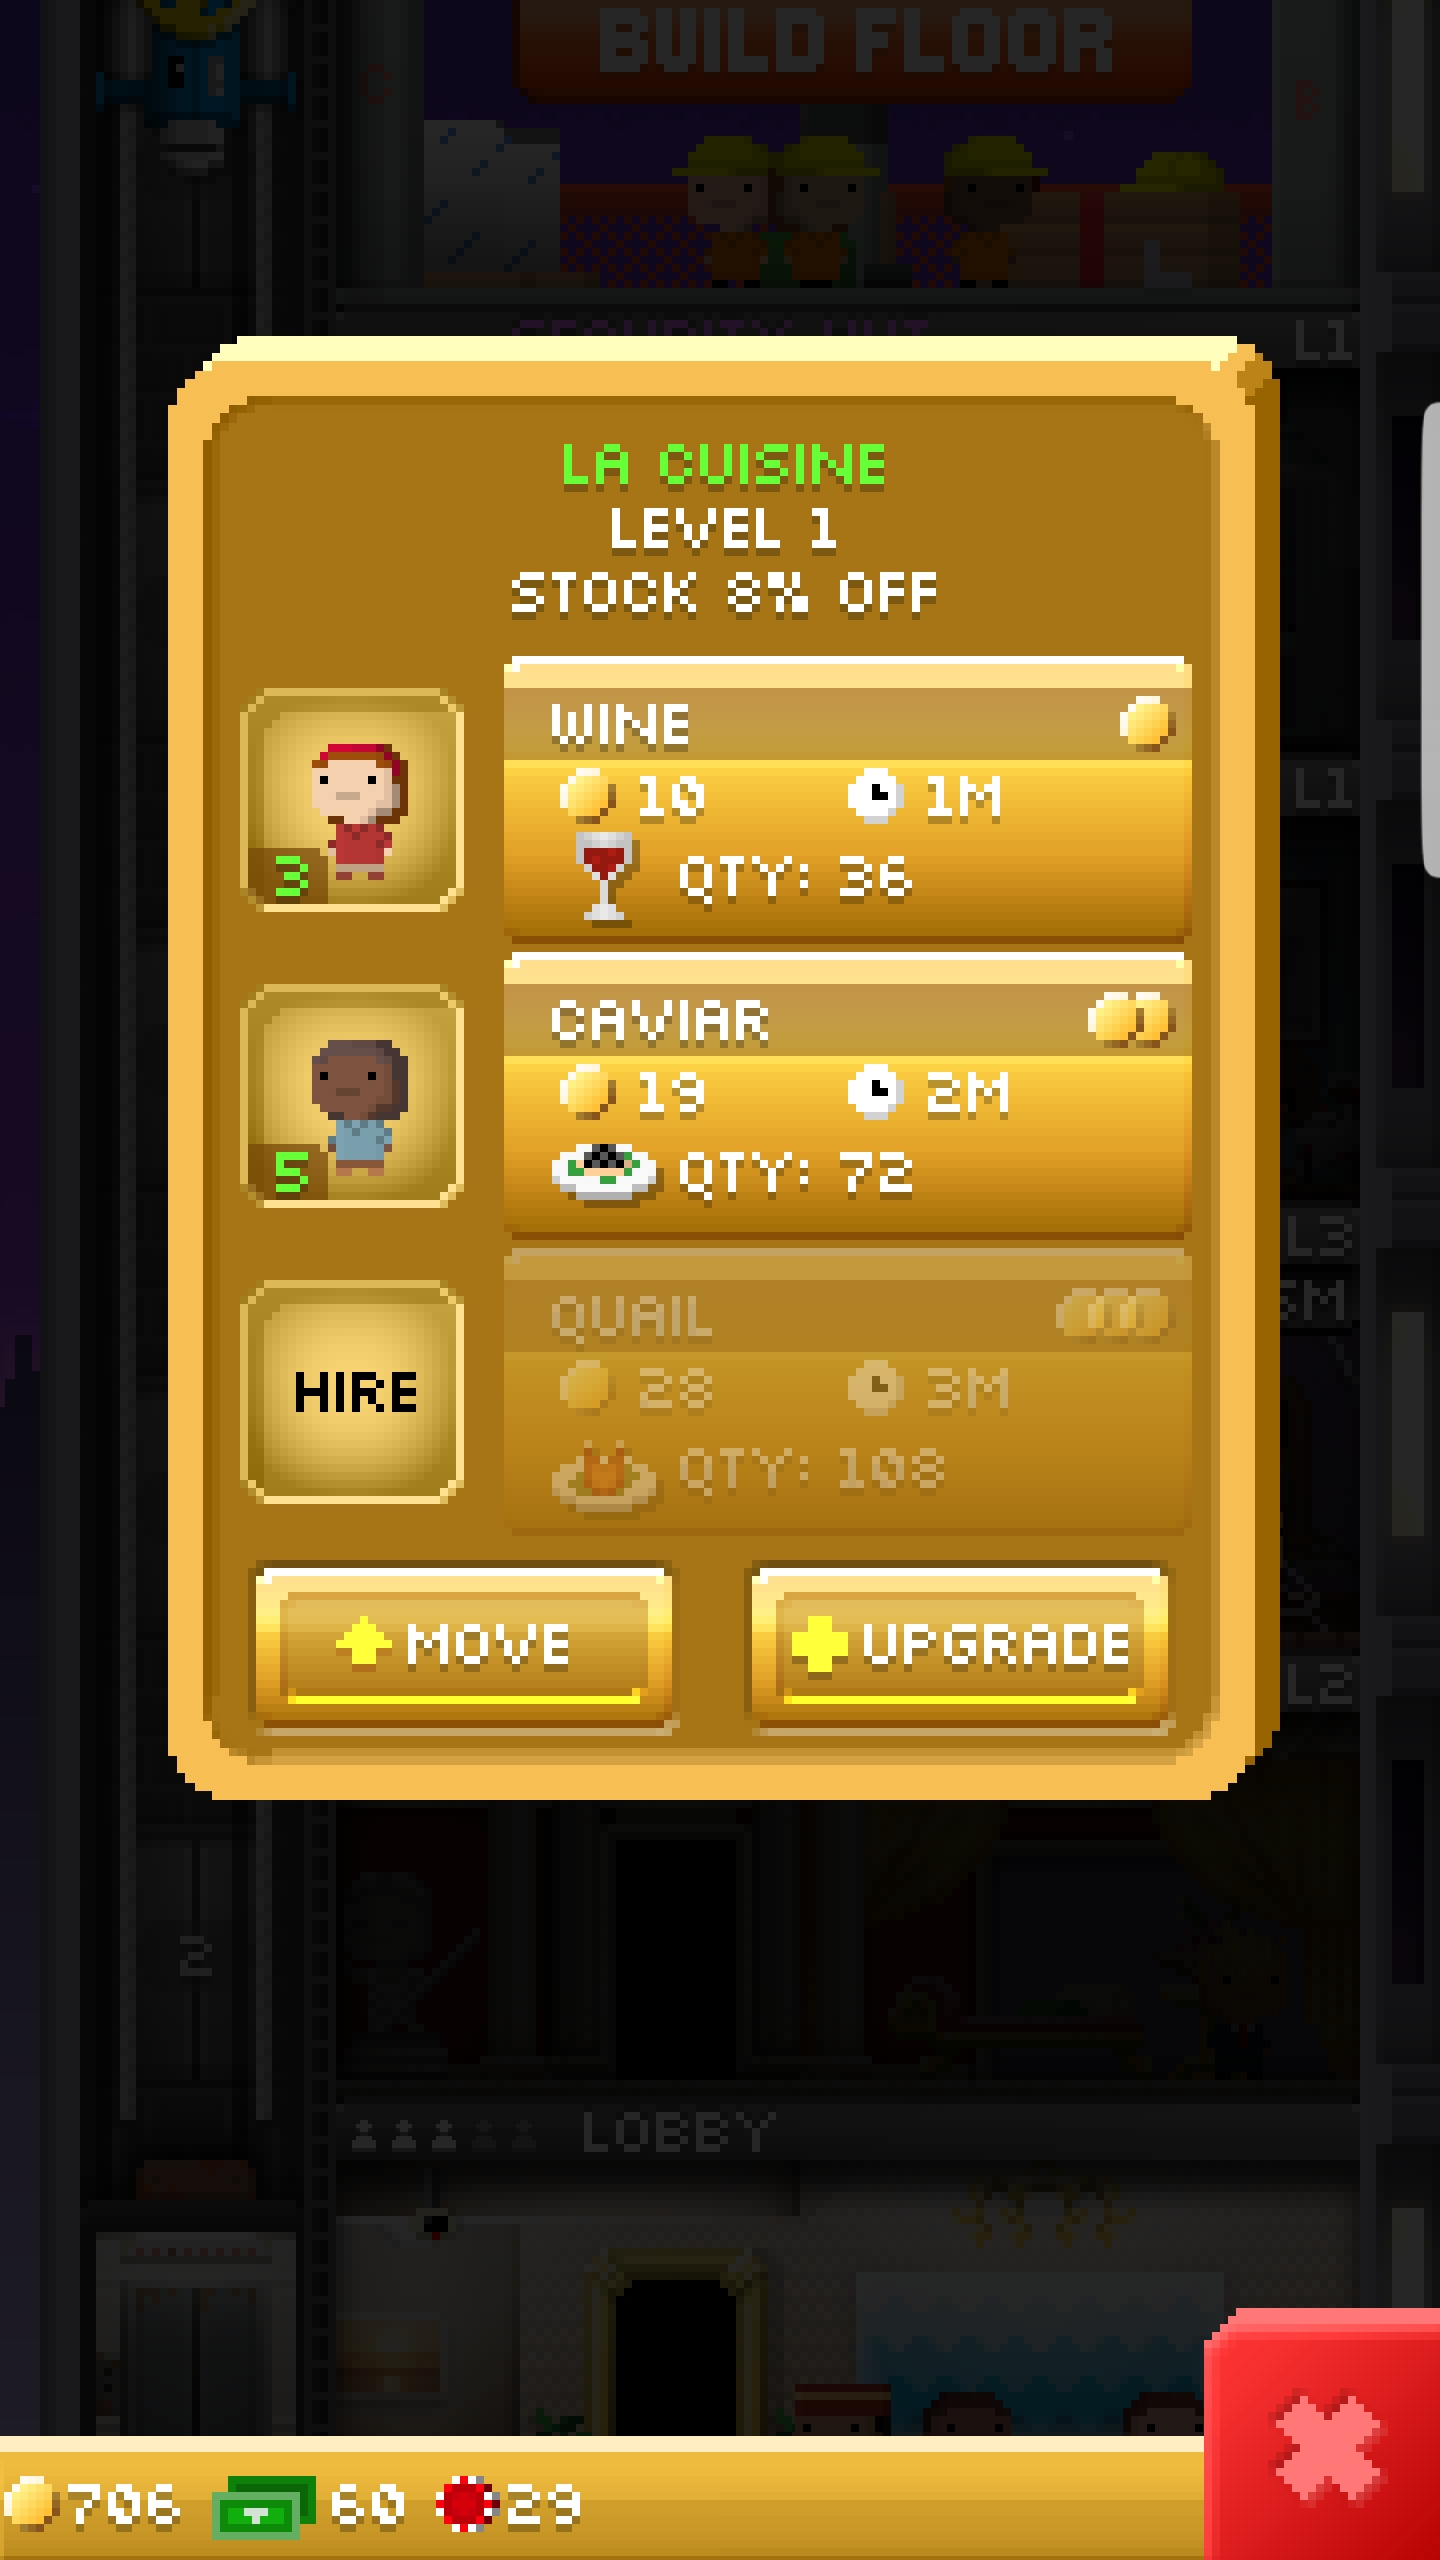 BUILD FLOOR
C
B
L1
LA CUISINE
LEVEL 1
STOCK 8% OFF
WINE
10 1M
QTY: 36
3
L1
CAVIAR
19 2M
QTY: 72
5
L3
QUAIL
28 3M
QTY: 108
HIRE
MOVE UPGRADE
L2
2
LOBBY
706 60 29